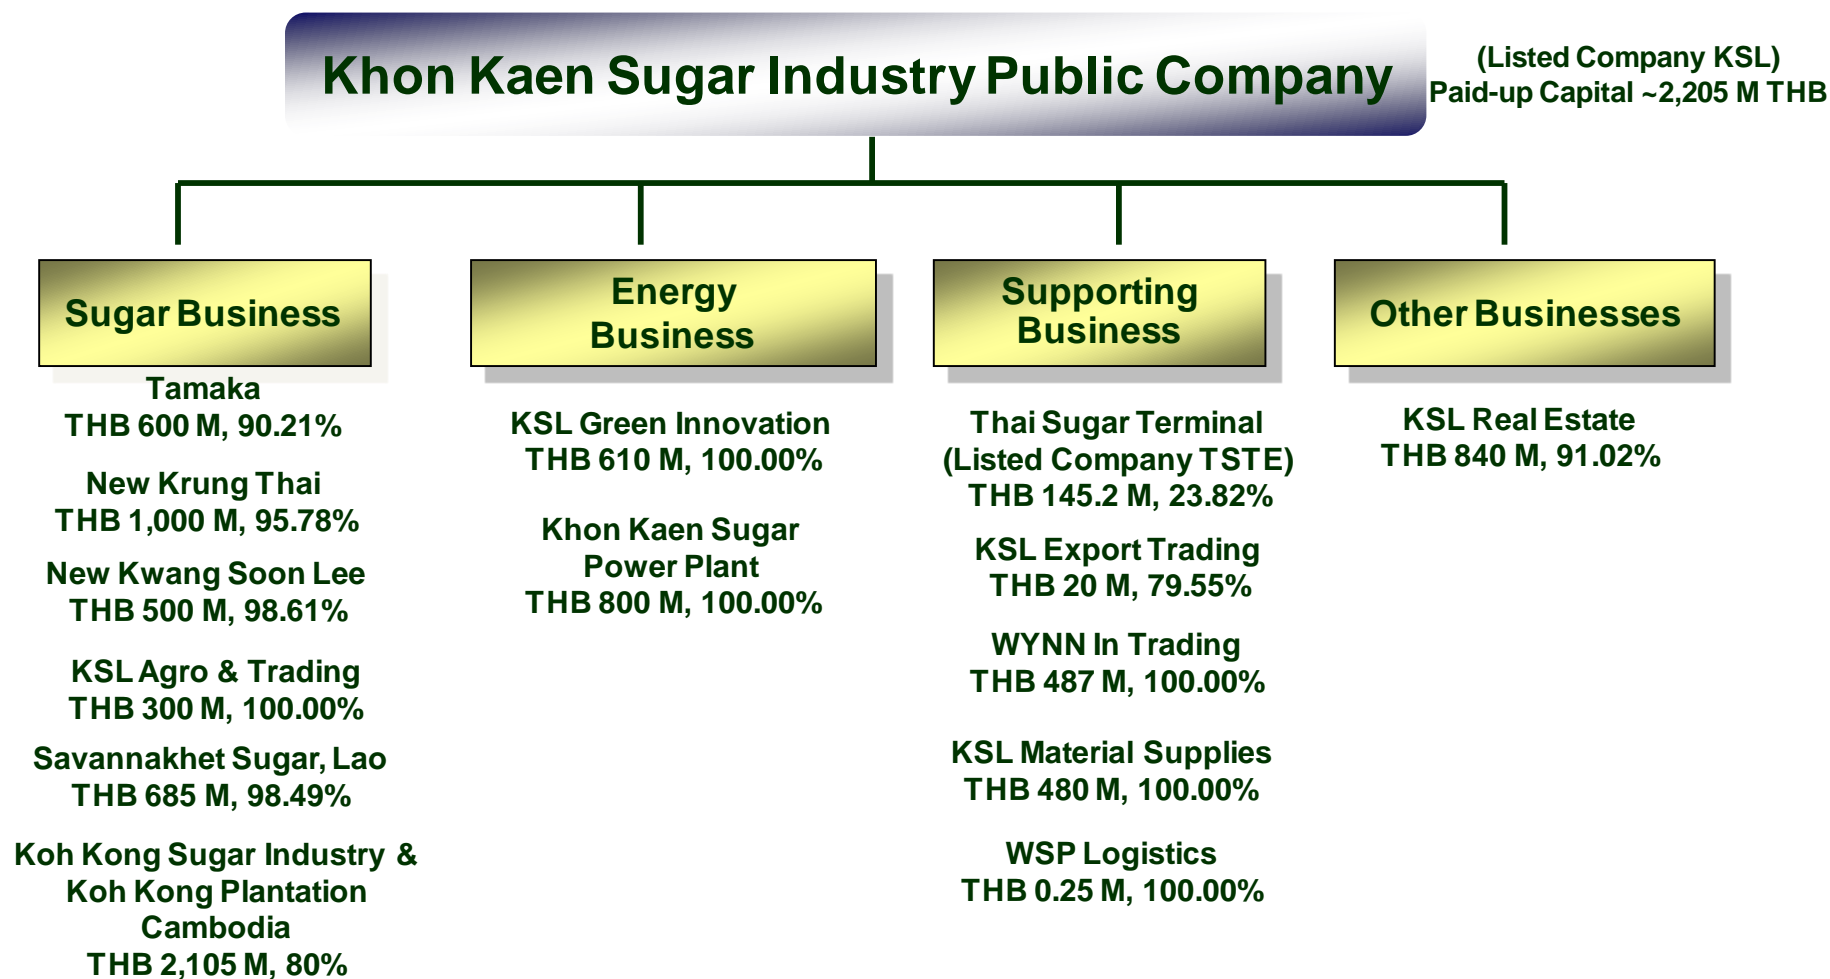 Khon Kaen Sugar Industry Public Company
(Listed Company KSL)
Paid-up Capital ~2,205 M THB
Sugar Business
Tamaka
THB 600 M, 90.21%
New Krung Thai
THB 1,000 M, 95.78%
New Kwang Soon Lee
THB 500 M, 98.61%
KSL Agro & Trading
THB 300 M, 100.00%
Savannakhet Sugar, Lao
THB 685 M, 98.49%
Koh Kong Sugar Industry &
Koh Kong Plantation
Cambodia
THB 2,105 M, 80%
Energy
Business
KSL Green Innovation
THB 610 M, 100.00%
Khon Kaen Sugar
Power Plant
THB 800 M, 100.00%
Supporting
Business
Thai Sugar Terminal
(Listed Company TSTE)
THB 145.2 M, 23.82%
KSL Export Trading
THB 20 M, 79.55%
WYNN In Trading
THB 487 M, 100.00%
KSL Material Supplies
THB 480 M, 100.00%
WSP Logistics
THB 0.25 M, 100.00%
Other Businesses
KSL Real Estate
THB 840 M, 91.02%